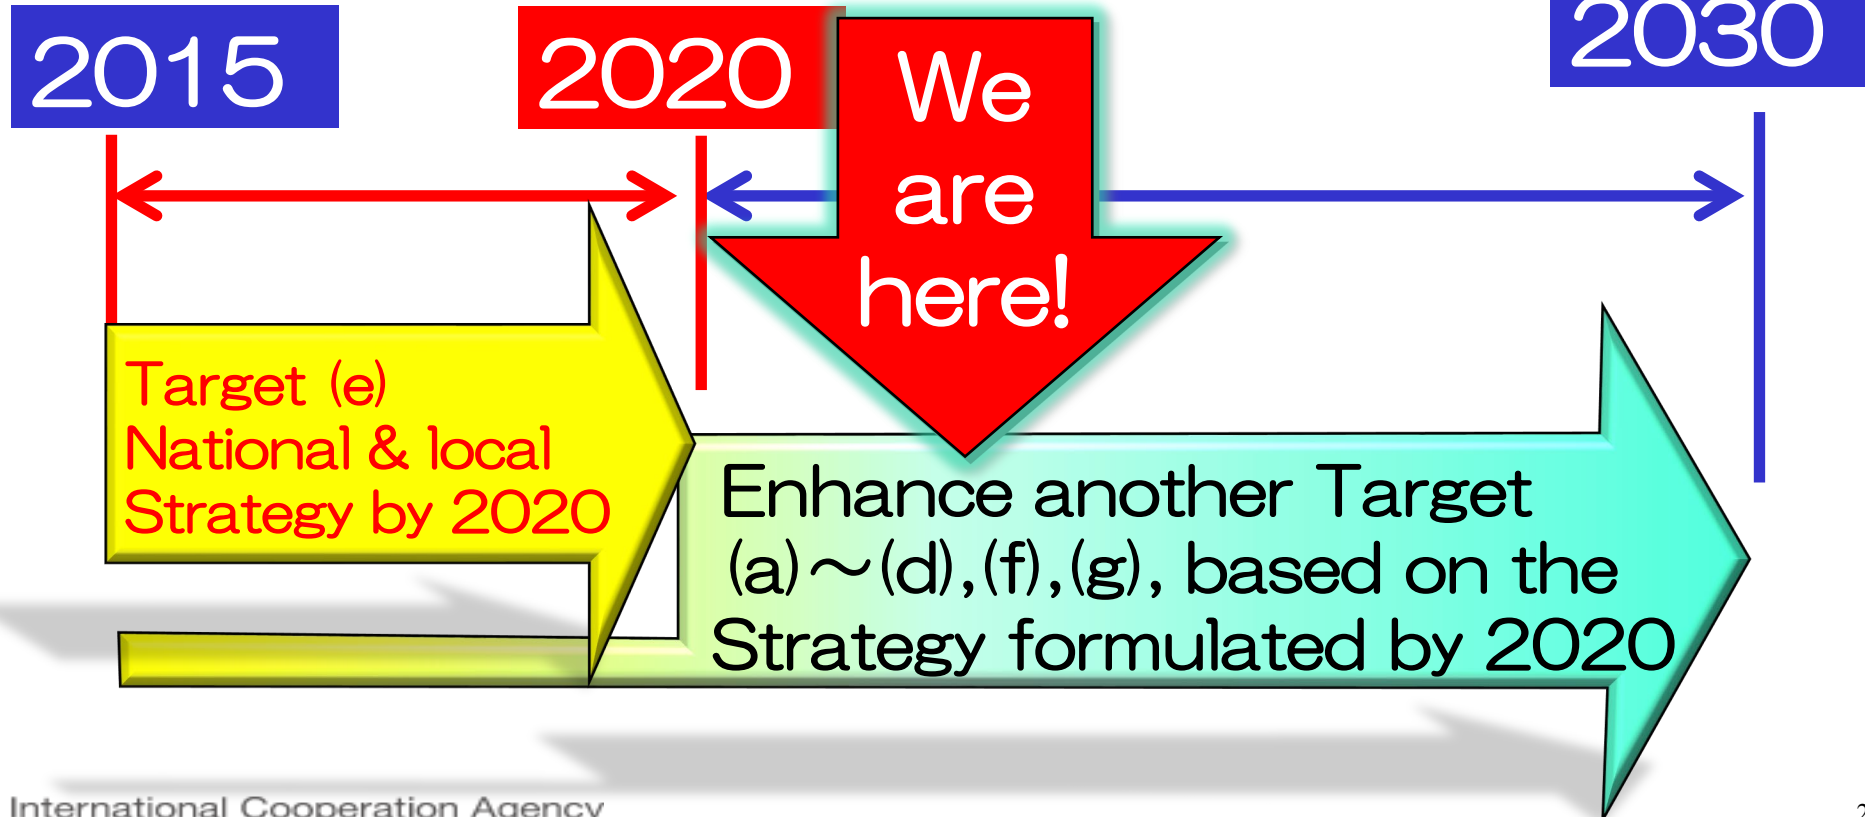 2015
2020
2030
We
are
here!
Target (e)
National & local
Strategy by 2020
Enhance another Target
(a)～(d),(f),(g), based on the
Strategy formulated by 2020
International Cooperation Agency